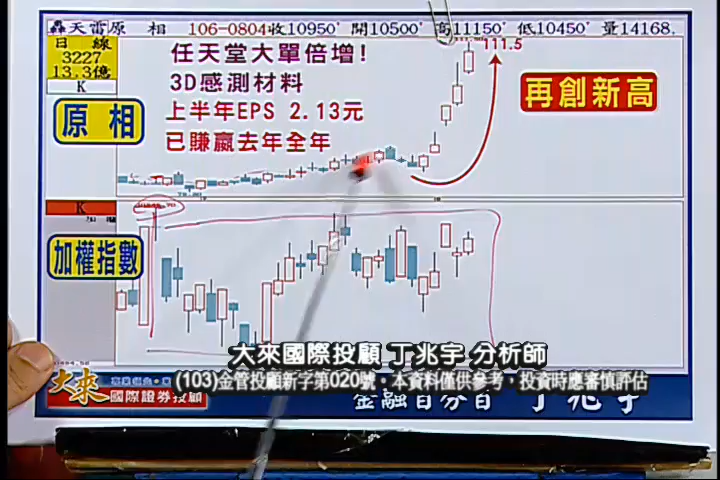 轟天雷原 相 106-0804收10950' 開10500' 高11150' 低10450' 量14168.
日 線
3227
13.3億
K
111.5
任天堂大單倍增!
3D感測材料
上半年EPS 2.13元
已賺贏去年全年
再創新高
原相
K
加權指數
大來國際投顧 丁兆宇 分析師
(103)金管投顧新字第020號。本資料僅供參考,投資時應審慎評估
大來
國際證券投顧